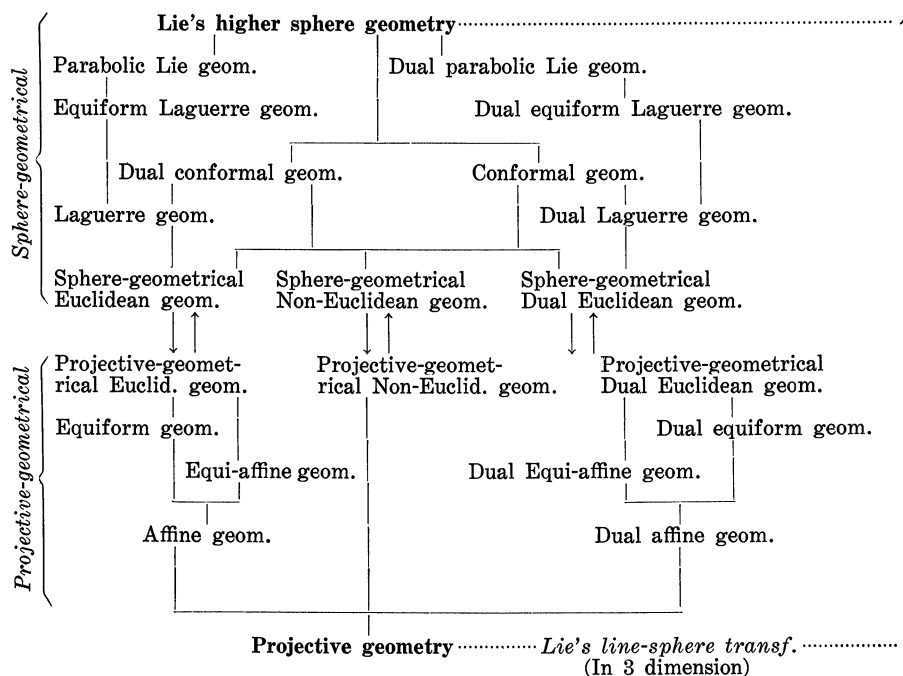 Lie's higher sphere geometry
Parabolic Lie geom.
Dual parabolic Lie geom.
Equiform Laguerre geom.
Dual equiform Laguerre geom.
Dual conformal geom.
Conformal geom.
Laguerre geom.
Dual Laguerre geom.
Sphere-geometrical
Euclidean geom.
Sphere-geometrical
Non-Euclidean geom.
Sphere-geometrical
Dual Euclidean geom.
Sphere-geometrical
Projective-geomet-
rical Euclid. geom.
Projective-geomet-
rical Non-Euclid. geom.
Projective-geometrical
Dual Euclidean geom.
Equiform geom.
Dual equiform geom.
Equi-affine geom.
Dual Equi-affine geom.
Affine geom.
Dual affine geom.
Projective-geometrical
Projective geometry
Lie's line-sphere transf.
(In 3 dimension)